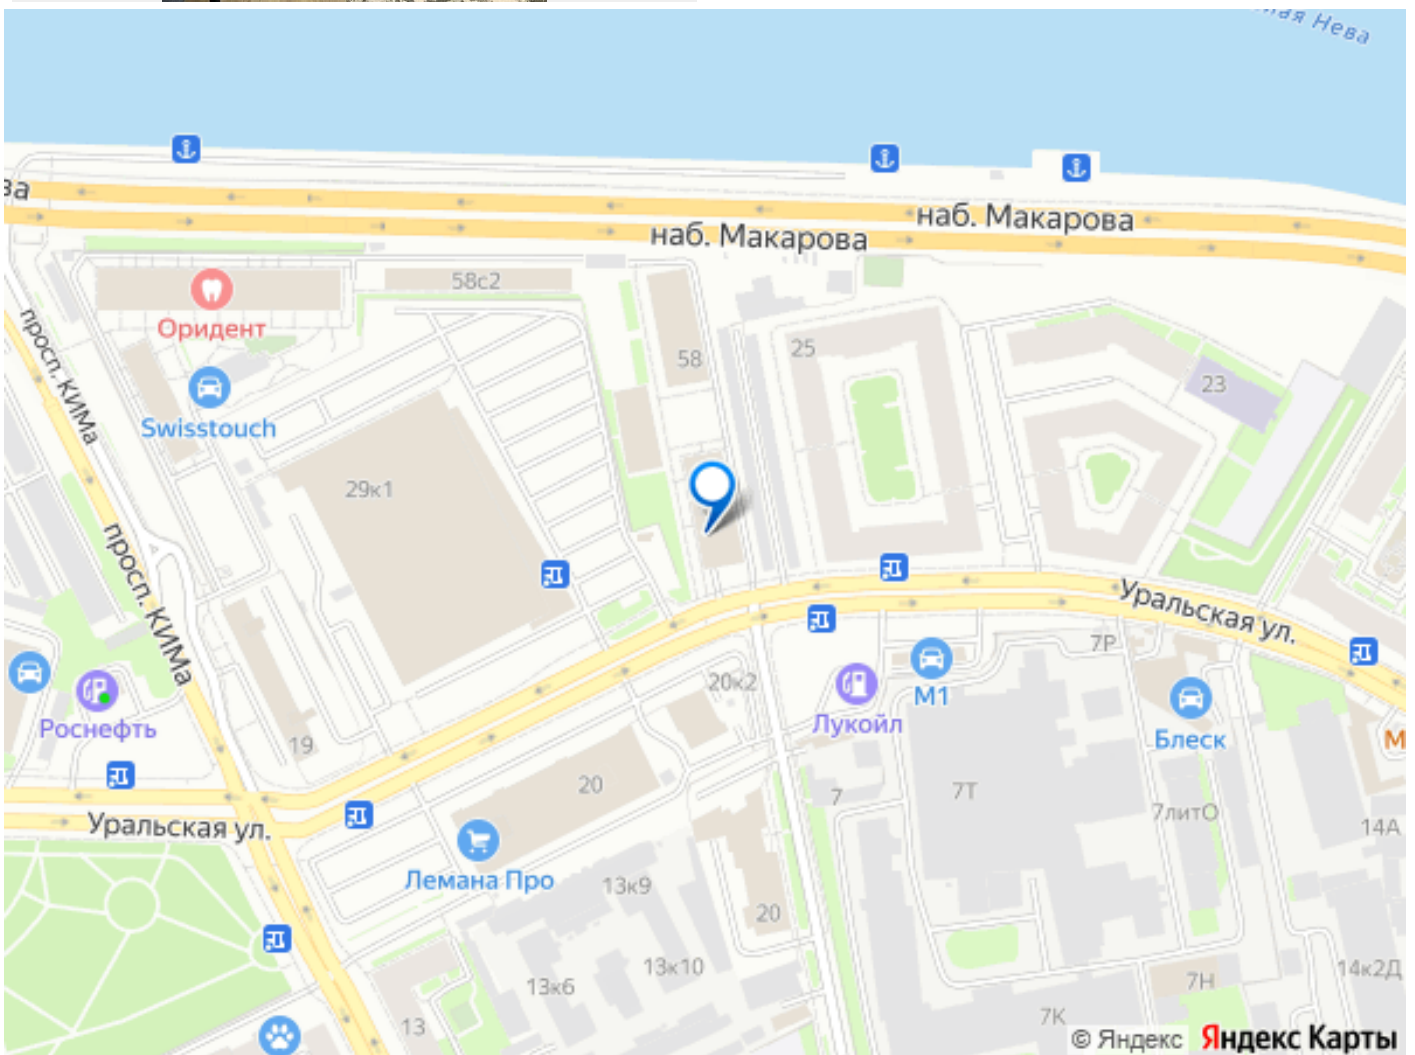 Нева
наб. Макарова
наб. Макарова
58с2
Оридент
просп. КИМа
58
25
23
Swisstouch
29к1
просп. КИМа
Уральская ул.
7Р
20к2
М1
Роснефть
Лукойл
Блеск
19
20
7
7Т
7литО
14А
Уральская ул.
Лемана Про
13к9
20
13к10
13к6
7Н
14к2Д
13
7К
© Яндекс Яндекс Карты